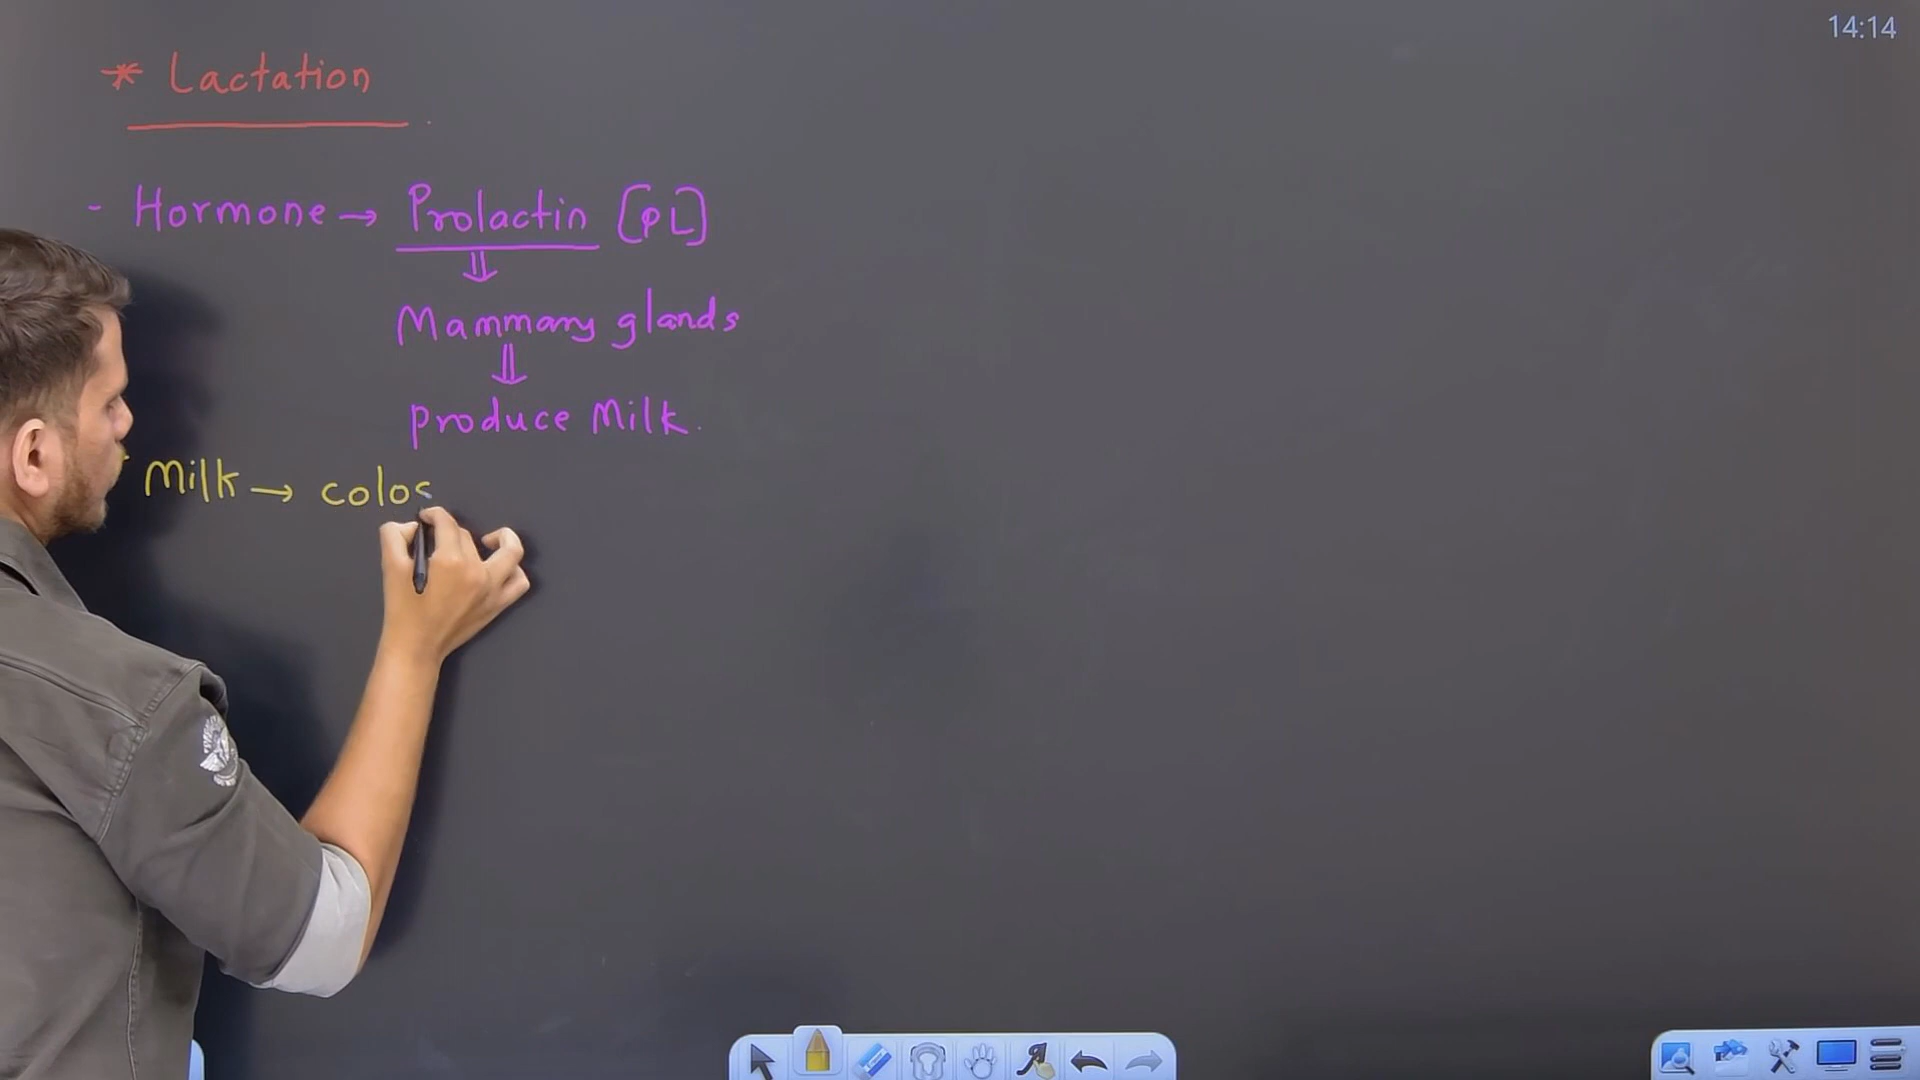 14:14
* Lactation
- Hormone → Prolactin [PL]
⇓
Mammary glands
⇓
produce Milk.
Milk → colos